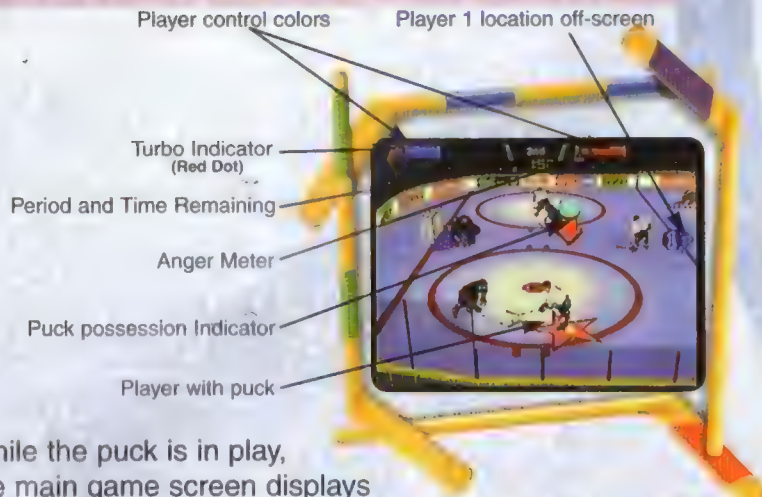 Player control colors
Player 1 location off-screen
Turbo Indicator
(Red Dot)
Period and Time Remaining
Anger Meter
Puck possession Indicator
Player with puck
2nd
hile the puck is in play,
e main game screen displays